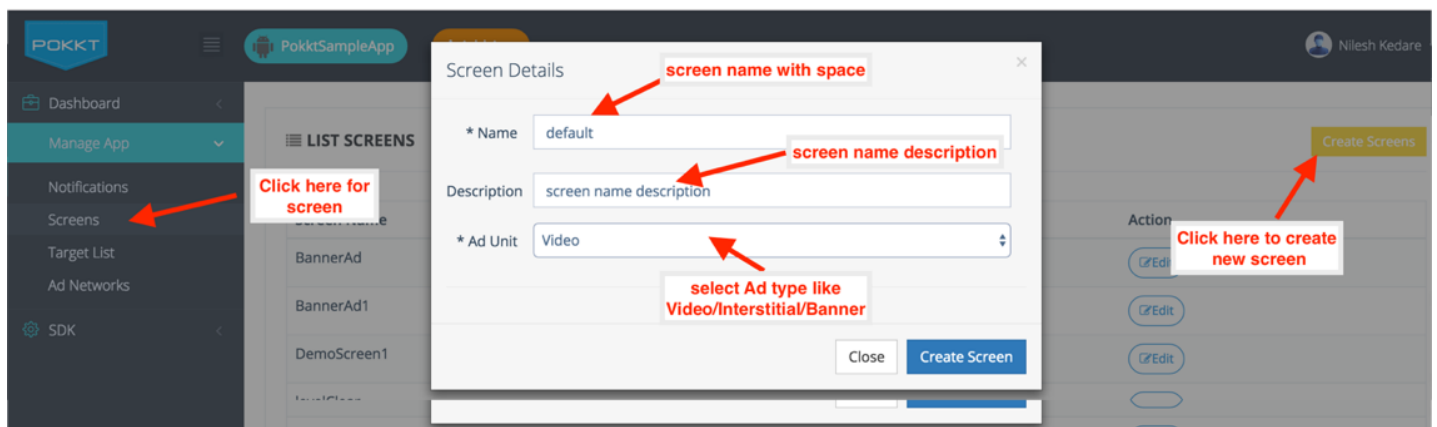 POKKT
PokktSampleApp
Nilesh Kedare
Dashboard
Manage App
Notifications
Screens
Target List
Ad Networks
SDK
Click here for
screen
LIST SCREENS
Create Screens
Screen Name
Action
BannerAd
Edit
BannerAd1
Edit
DemoScreen1
Edit
Screen Details
×
screen name with space
* Name
default
screen name description
Description
screen name description
* Ad Unit
Video
select Ad type like
Video/Interstitial/Banner
Close
Create Screen
Click here to create
new screen